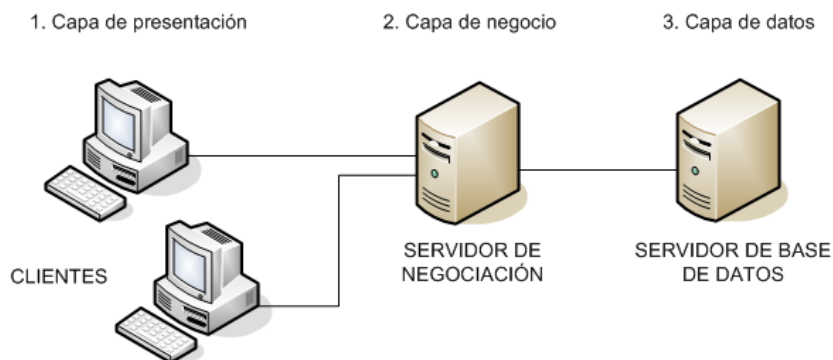 1. Capa de presentación
2. Capa de negocio
3. Capa de datos
CLIENTES
SERVIDOR DE
NEGOCIACIÓN
SERVIDOR DE BASE
DE DATOS